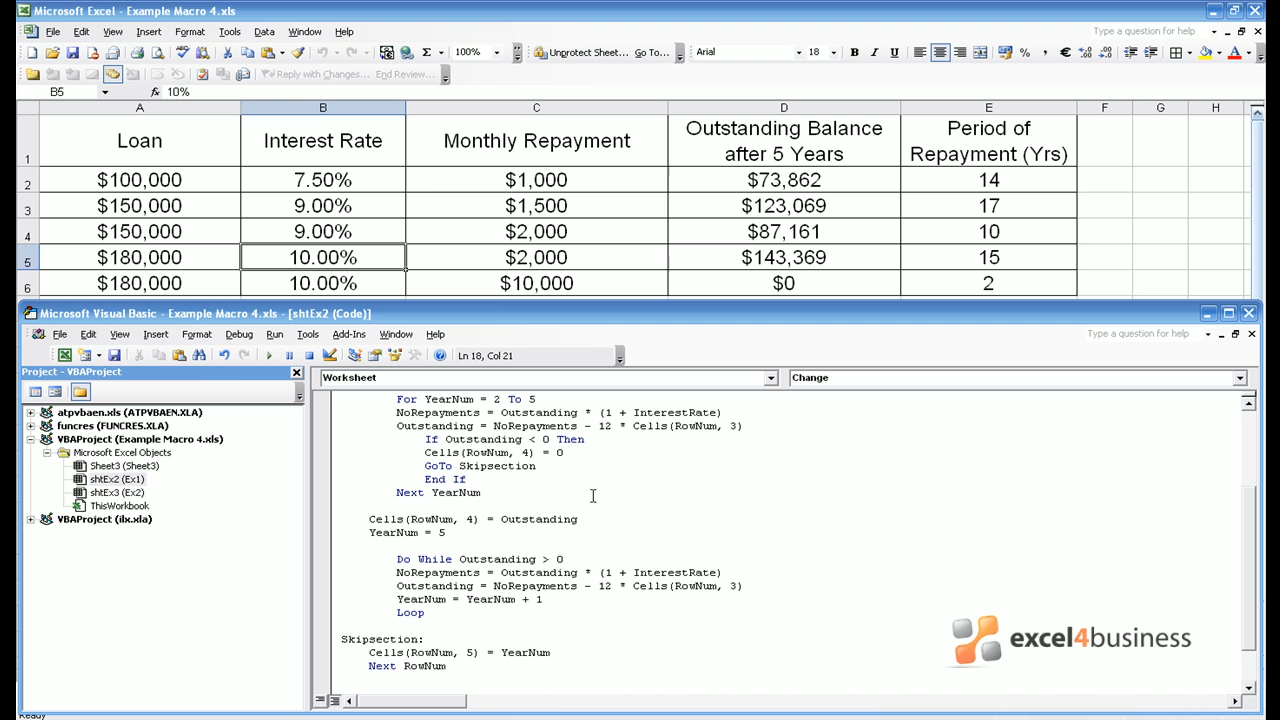 Microsoft Excel - Example Macro 4.xls
File Edit View Insert Format Tools Data Window Help Type a question for help
100% Unprotect Sheet... Go To... Arial 18 B I U
Reply with Changes... End Review...
B5 fx 10%
A B C D E F G H
1 Loan Interest Rate Monthly Repayment Outstanding Balance after 5 Years Period of Repayment (Yrs)
2 $100,000 7.50% $1,000 $73,862 14
3 $150,000 9.00% $1,500 $123,069 17
4 $150,000 9.00% $2,000 $87,161 10
5 $180,000 10.00% $2,000 $143,369 15
6 $180,000 10.00% $10,000 $0 2
Microsoft Visual Basic - Example Macro 4.xls - [shtEx2 (Code)]
File Edit View Insert Format Debug Run Tools Add-Ins Window Help Type a question for help
Ln 18, Col 21
Project - VBAProject
atpvbaen.xls (ATPVBAEN.XLA)
funcres (FUNCRES.XLA)
VBAProject (Example Macro 4.xls)
Microsoft Excel Objects
Sheet3 (Sheet3)
shtEx2 (Ex1)
shtEx3 (Ex2)
ThisWorkbook
VBAProject (ilx.xla)
Worksheet Change
For YearNum = 2 To 5
NoRepayments = Outstanding * (1 + InterestRate)
Outstanding = NoRepayments - 12 * Cells(RowNum, 3)
If Outstanding < 0 Then
Cells(RowNum, 4) = 0
GoTo Skipsection
End If
Next YearNum
Cells(RowNum, 4) = Outstanding
YearNum = 5
Do While Outstanding > 0
NoRepayments = Outstanding * (1 + InterestRate)
Outstanding = NoRepayments - 12 * Cells(RowNum, 3)
YearNum = YearNum + 1
Loop
Skipsection:
Cells(RowNum, 5) = YearNum
Next RowNum
excel4business
Ready